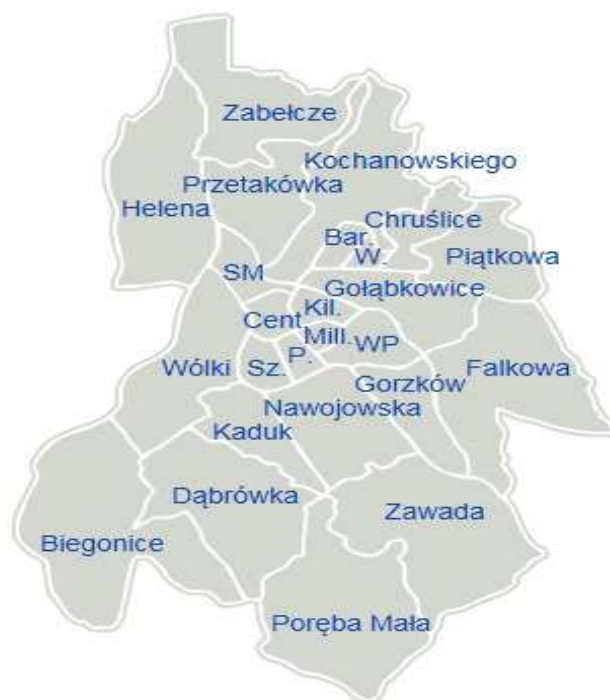 Zabełcze
Kochanowskiego
Przetakówka
Helena
Chruślice
Bar.
W.
Piątkowa
SM
Gołąbkowice
Kil.
Cent.
Mill.
WP
P.
Wólki
Sz.
Falkowa
Gorzków
Nawojowska
Kaduk
Dąbrówka
Zawada
Biegonice
Poręba Mała